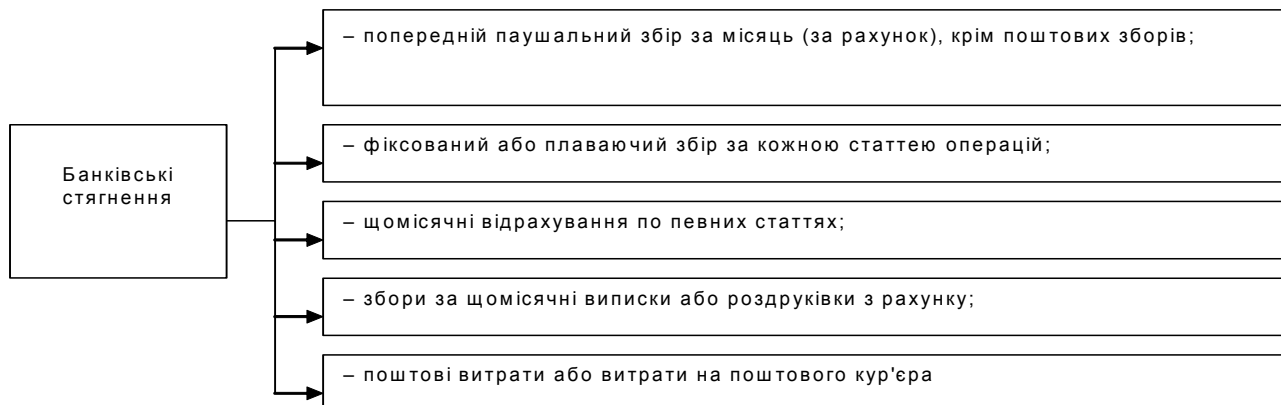 – попередній паушальний збір за місяць (за рахунок), крім поштових зборів;
– фіксований або плаваючий збір за кожною статтею операцій;
Банківські
стягнення
– щомісячні відрахування по певних статтях;
– збори за щомісячні виписки або роздруківки з рахунку;
– поштові витрати або витрати на поштового кур'єра